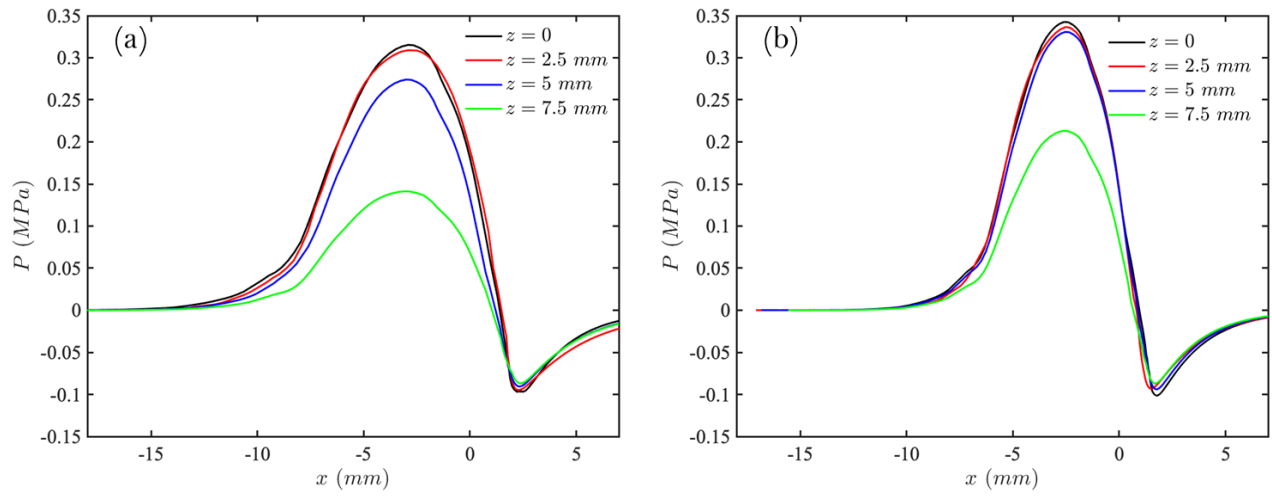 (a)
z = 0
z = 2.5 mm
z = 5 mm
z = 7.5 mm
0.35
0.3
0.25
0.2
0.15
0.1
0.05
0
-0.05
-0.1
-0.15
P (MPa)
-15
-10
-5
0
5
x (mm)
(b)
z = 0
z = 2.5 mm
z = 5 mm
z = 7.5 mm
0.35
0.3
0.25
0.2
0.15
0.1
0.05
0
-0.05
-0.1
-0.15
P (MPa)
-15
-10
-5
0
5
x (mm)